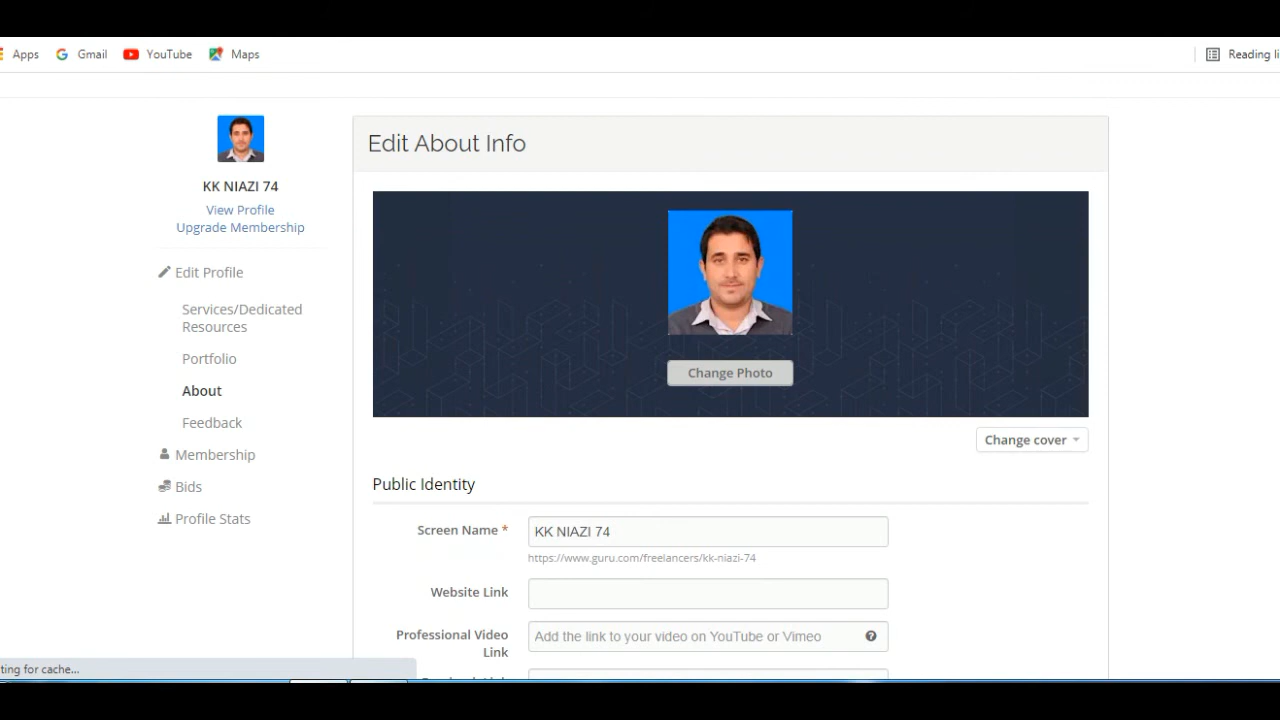 Apps Gmail YouTube Maps Reading li
Edit About Info
KK NIAZI 74
View Profile
Upgrade Membership
Edit Profile
Services/Dedicated
Resources
Portfolio
About
Feedback
Membership
Bids
Profile Stats
Change Photo
Change cover
Public Identity
Screen Name * KK NIAZI 74
https://www.guru.com/freelancers/kk-niazi-74
Website Link
Professional Video
Link
Add the link to your video on YouTube or Vimeo
ting for cache...